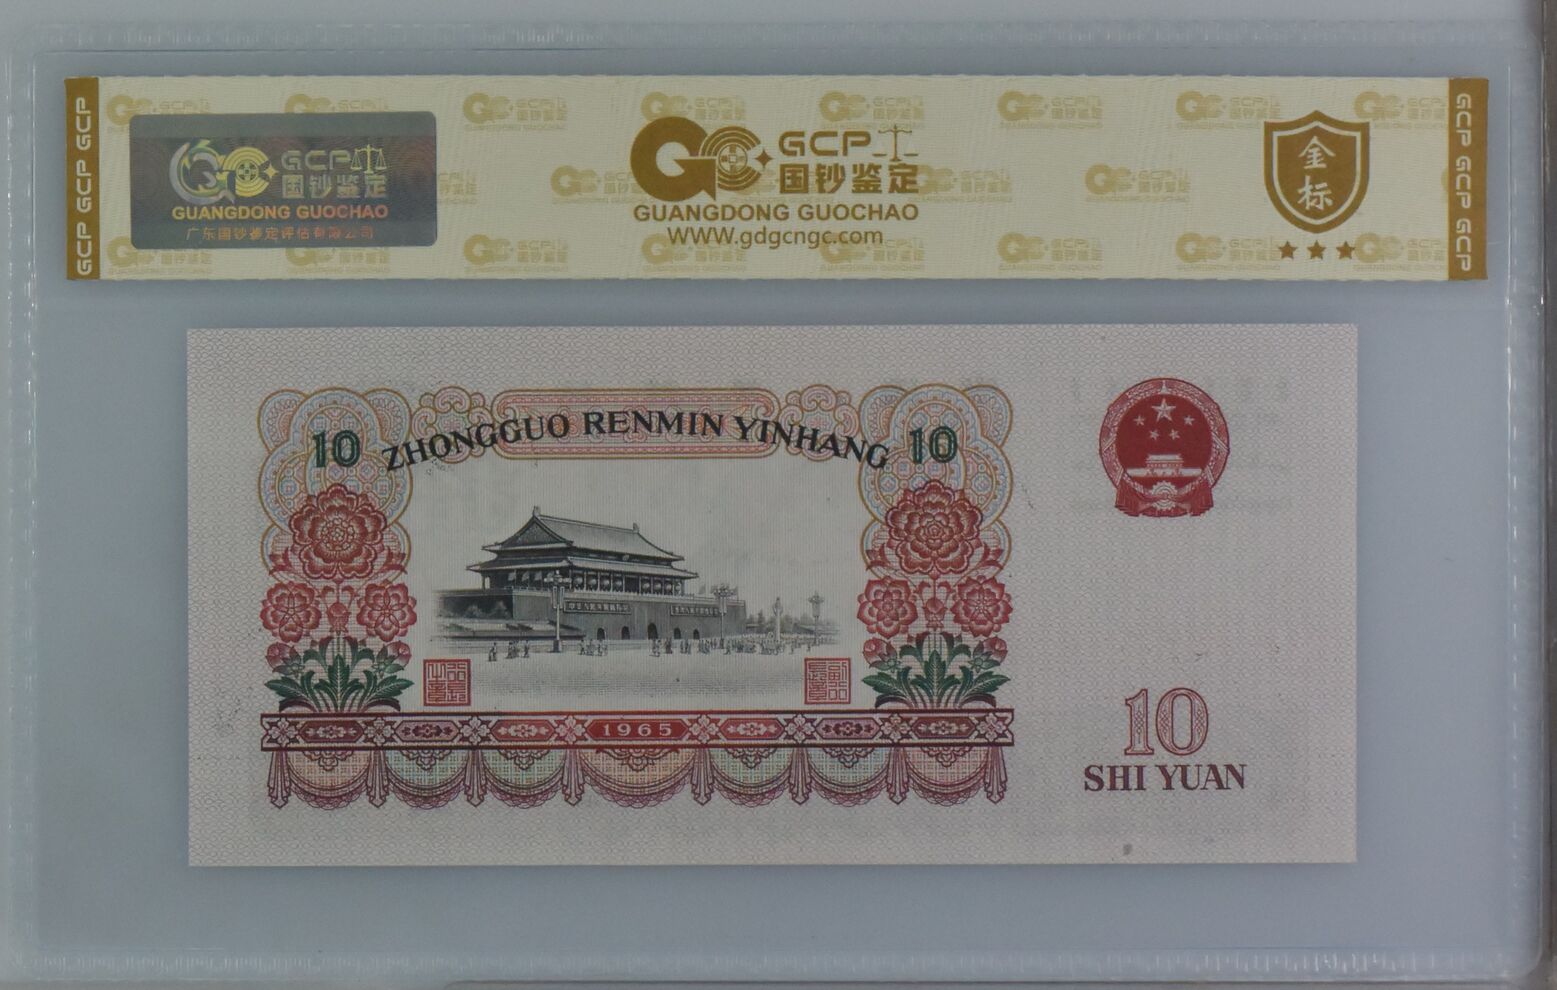 GCP GCP GCP
GCP
国钞鉴定
GUANGDONG GUOCHAO
广东国钞鉴定评估有限公司
GCP
国钞鉴定
GUANGDONG GUOCHAO
WWW.gdgcngc.com
金
标
GCP GCP GCP
10 ZHONGGUO RENMIN YINHANG 10
1965
10
SHI YUAN